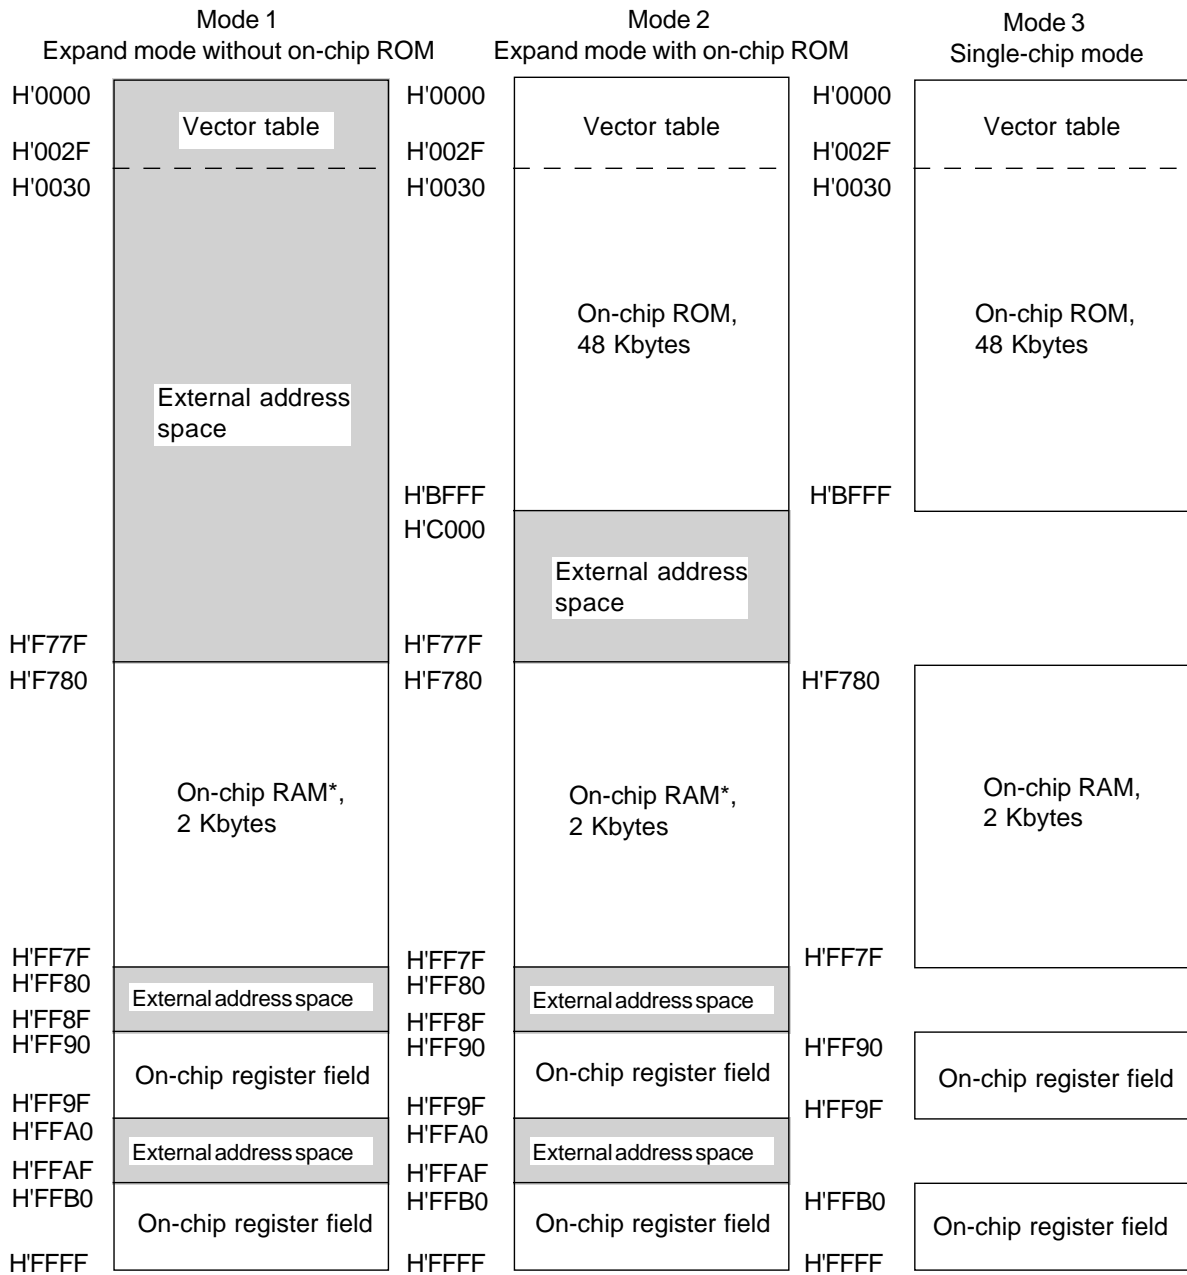 Mode 1
Expand mode without on-chip ROM
H'0000
Vector table
H'002F
H'0030
External address
space
H'F77F
H'F780
On-chip RAM*,
2 Kbytes
H'FF7F
H'FF80
External address space
H'FF8F
H'FF90
On-chip register field
H'FF9F
H'FFA0
External address space
H'FFAF
H'FFB0
On-chip register field
H'FFFF
Mode 2
Expand mode with on-chip ROM
H'0000
Vector table
H'002F
H'0030
On-chip ROM,
48 Kbytes
H'BFFF
H'C000
External address
space
H'F77F
H'F780
On-chip RAM*,
2 Kbytes
H'FF7F
H'FF80
External address space
H'FF8F
H'FF90
On-chip register field
H'FF9F
H'FFA0
External address space
H'FFAF
H'FFB0
On-chip register field
H'FFFF
Mode 3
Single-chip mode
H'0000
Vector table
H'002F
H'0030
On-chip ROM,
48 Kbytes
H'BFFF
H'F780
On-chip RAM,
2 Kbytes
H'FF7F
H'FF90
On-chip register field
H'FF9F
H'FFB0
On-chip register field
H'FFFF